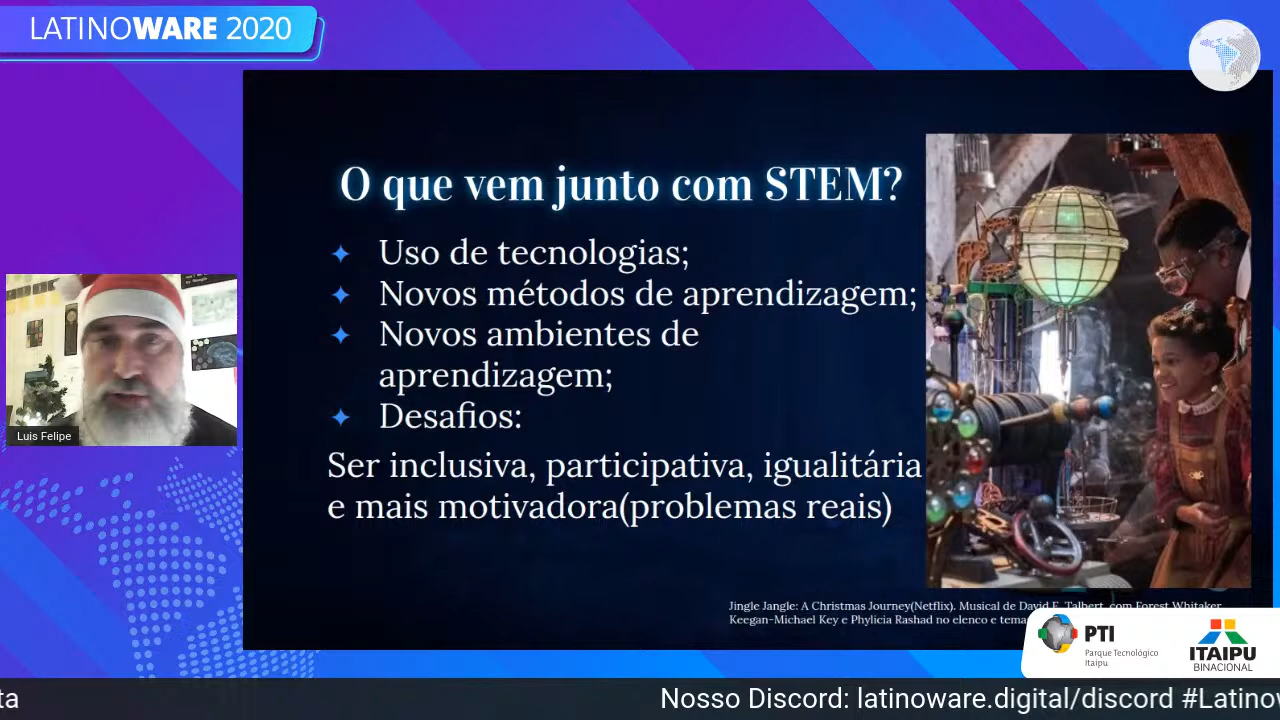 LATINOWARE 2020
O que vem junto com STEM?
Uso de tecnologias;
Novos métodos de aprendizagem;
Novos ambientes de
aprendizagem;
Desafios:
Ser inclusiva, participativa, igualitária
e mais motivadora(problemas reais)
Luis Felipe
Jingle Jangle: A Christmas Journey(Netflix). Musical de David E. Talbert, com Forest Whitaker,
Keegan-Michael Key e Phylicia Rashad no elenco e tema
PTI
Parque Tecnológico
Itaipu
ITAIPU
BINACIONAL
ta Nosso Discord: latinoware.digital/discord #Latinow